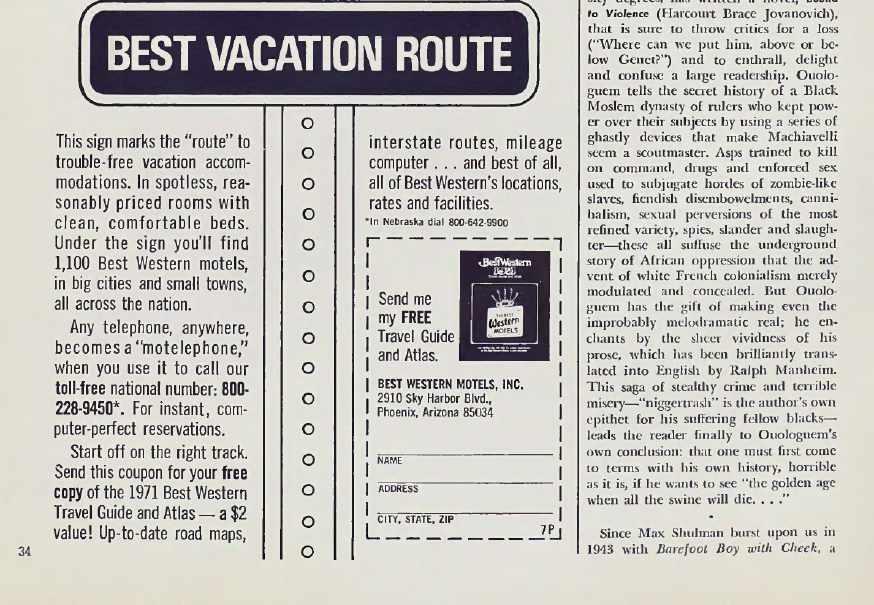 BEST VACATION ROUTE
This sign marks the "route" to
trouble-free vacation accom-
modations. In spotless, rea-
sonably priced rooms with
clean, comfortable beds.
Under the sign you'll find
1,100 Best Western motels,
in big cities and small towns,
all across the nation.
Any telephone, anywhere,
becomes a "motelephone,"
when you use it to call our
toll-free national number: 800-
228-9450*. For instant, com-
puter-perfect reservations.
Start off on the right track.
Send this coupon for your free
copy of the 1971 Best Western
Travel Guide and Atlas — a $2
value! Up-to-date road maps,
interstate routes, mileage
computer . . . and best of all,
all of Best Western's locations,
rates and facilities.
*In Nebraska dial 800-642-9900
Send me
my FREE
Travel Guide
and Atlas.
Best Western
Western
MOTELS
BEST WESTERN MOTELS, INC.
2910 Sky Harbor Blvd.,
Phoenix, Arizona 85034
NAME
ADDRESS
CITY, STATE, ZIP
7P
34
to Violence (Harcourt Brace Jovanovich),
that is sure to throw critics for a loss
("Where can we put him, above or be-
low Genet?") and to enthrall, delight
and confuse a large readership. Ouolo-
guem tells the secret history of a Black
Moslem dynasty of rulers who kept pow-
er over their subjects by using a series of
ghastly devices that make Machiavelli
seem a scoutmaster. Asps trained to kill
on command, drugs and enforced sex
used to subjugate hordes of zombie-like
slaves, fiendish disembowelments, canni-
balism, sexual perversions of the most
refined variety, spies, slander and slaugh-
ter—these all suffuse the underground
story of African oppression that the ad-
vent of white French colonialism merely
modulated and concealed. But Ouolo-
guem has the gift of making even the
improbably melodramatic real; he en-
chants by the sheer vividness of his
prose, which has been brilliantly trans-
lated into English by Ralph Manheim.
This saga of stealthy crime and terrible
misery—"niggertrash" is the author's own
epithet for his suffering fellow blacks—
leads the reader finally to Ouologuem's
own conclusion: that one must first come
to terms with his own history, horrible
as it is, if he wants to see "the golden age
when all the swine will die. . . ."
Since Max Shulman burst upon us in
1943 with Barefoot Boy with Cheek, a